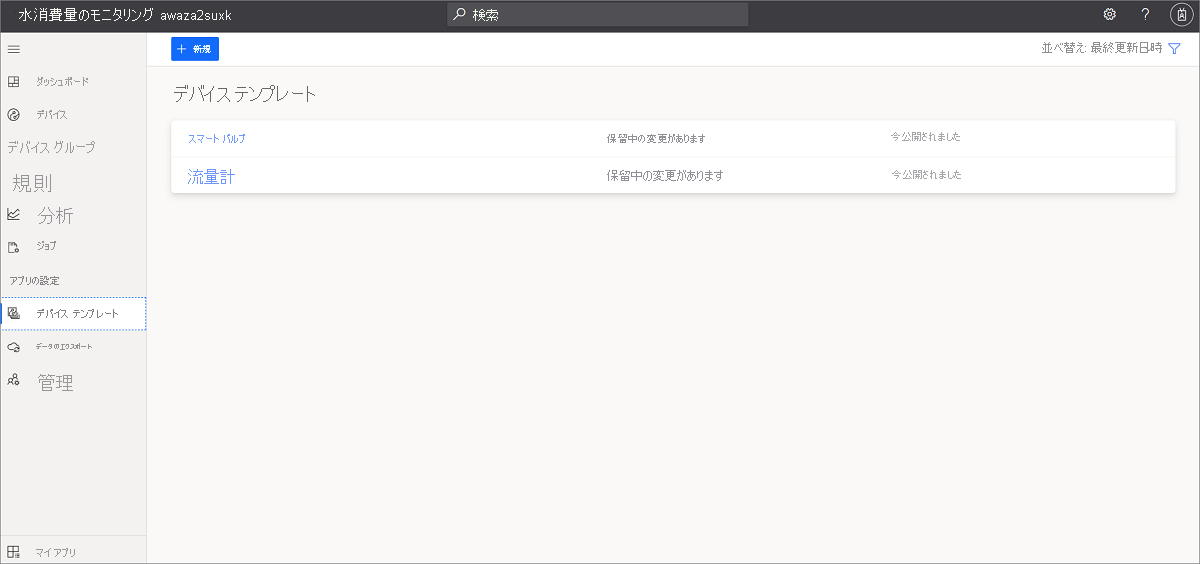 水消費量のモニタリング awaza2suxk
検索
?
新規
並べ替え: 最終更新日時
ダッシュボード
デバイス
デバイス グループ
規則
分析
ジョブ
アプリの設定
デバイス テンプレート
データのエクスポート
管理
マイ アプリ
デバイス テンプレート
スマート バルブ 保留中の変更があります 今公開されました
流量計 保留中の変更があります 今公開されました